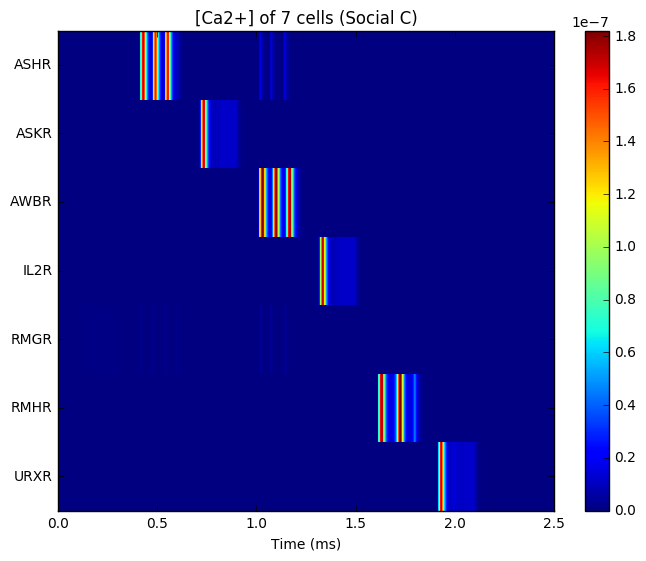 [Ca2+] of 7 cells (Social C)
1e−7
ASHR
ASKR
AWBR
IL2R
RMGR
RMHR
URXR
1.8
1.6
1.4
1.2
1.0
0.8
0.6
0.4
0.2
0.0
0.0 0.5 1.0 1.5 2.0 2.5
Time (ms)